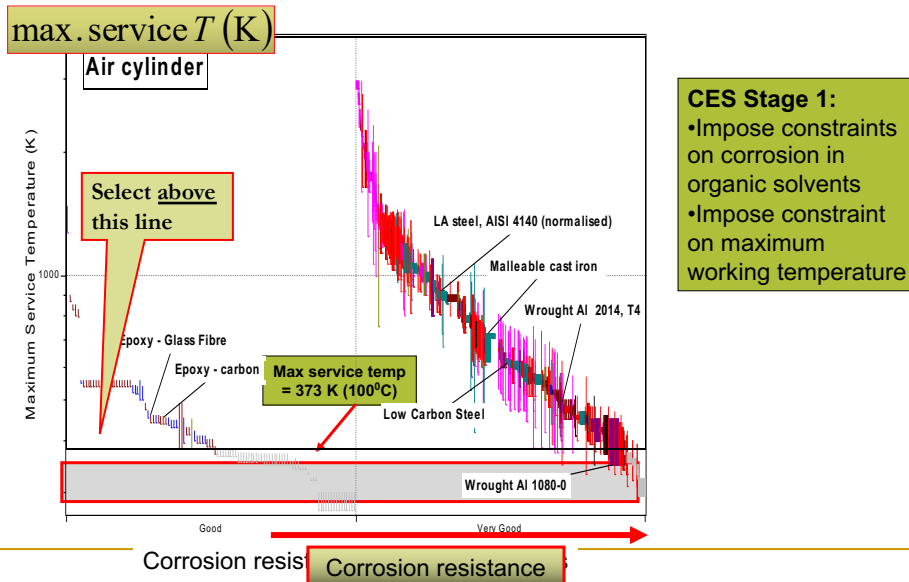 max. service T (K)
Air cylinder
Maximum Service Temperature (K)
1000
Select above
this line
Epoxy - Glass Fibre
Epoxy - carbon
Max service temp
= 373 K (100⁰C)
LA steel, AISI 4140 (normalised)
Malleable cast iron
Wrought Al 2014, T4
Low Carbon Steel
Wrought Al 1080-0
Good
Very Good
Corrosion resist
Corrosion resistance
s
CES Stage 1:
•Impose constraints
on corrosion in
organic solvents
•Impose constraint
on maximum
working temperature